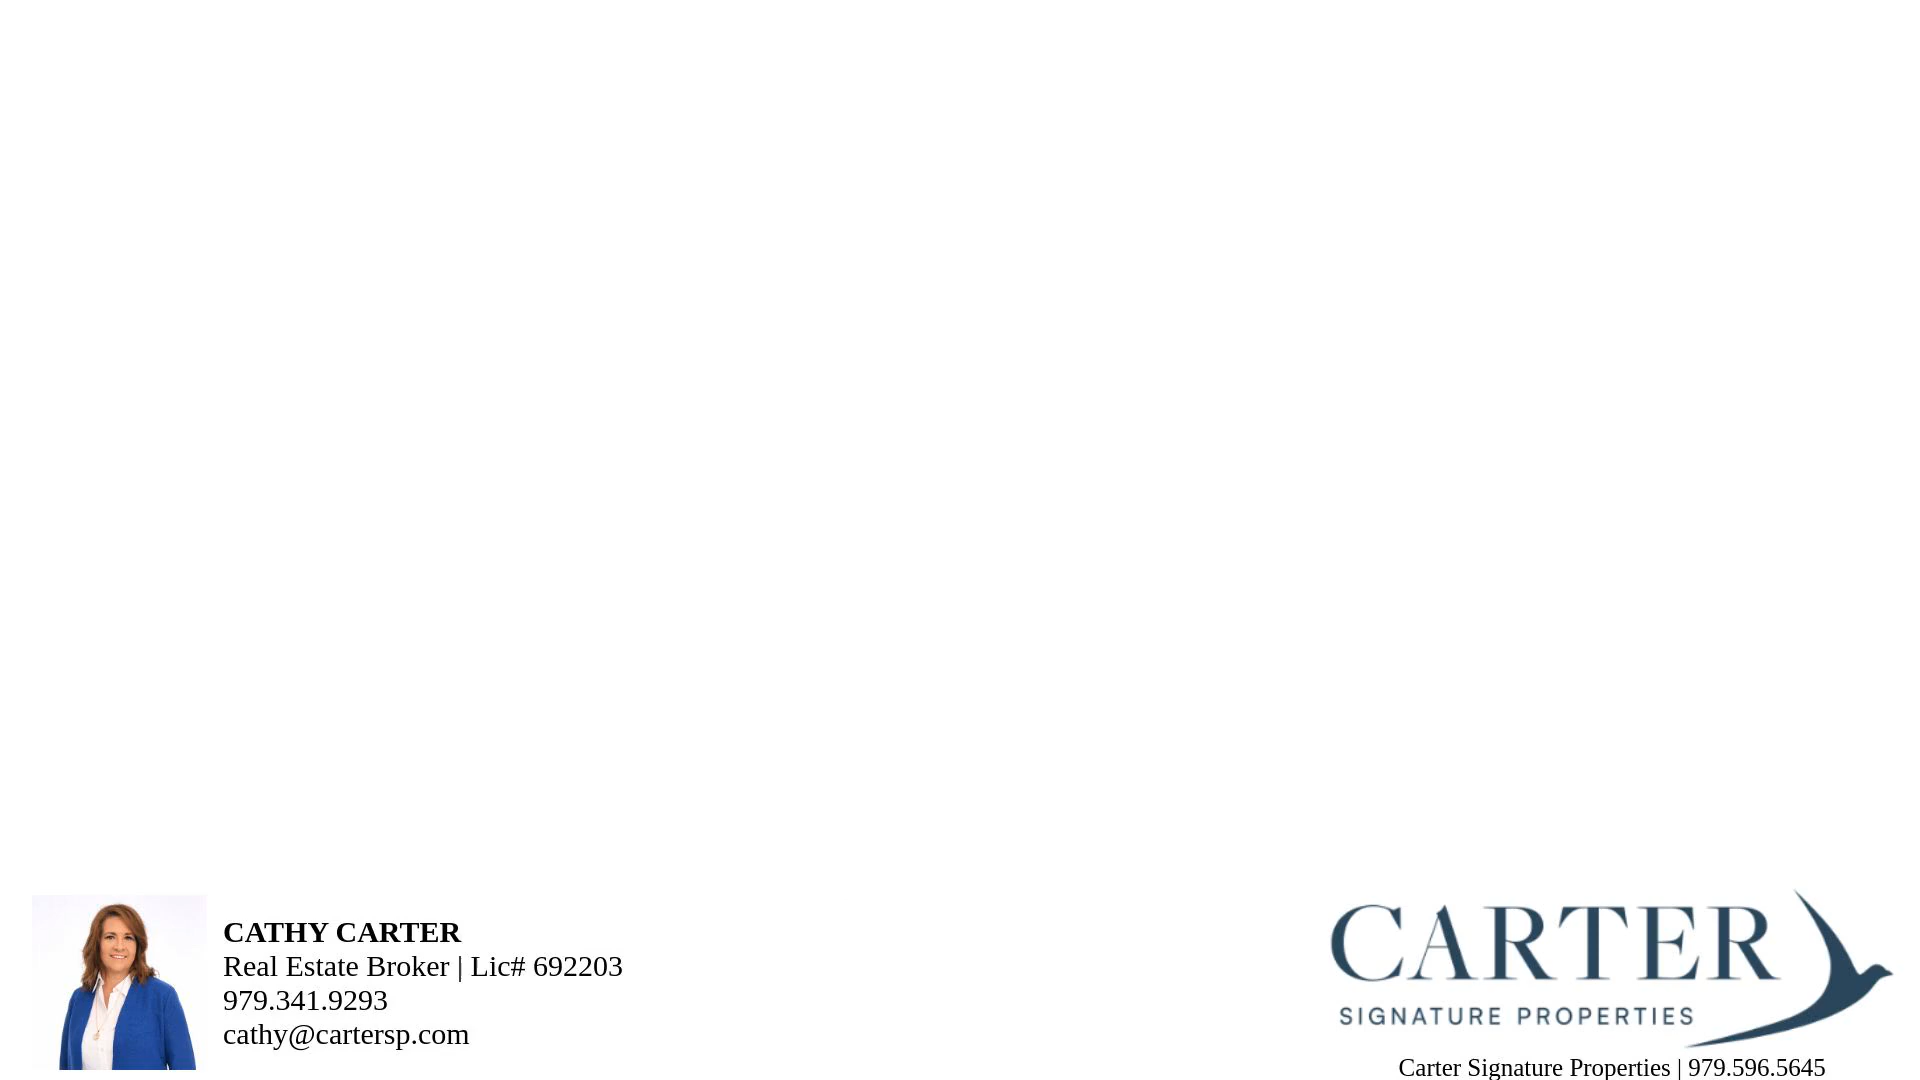 CATHY CARTER
Real Estate Broker | Lic# 692203
979.341.9293
cathy@cartersp.com
CARTER
SIGNATURE PROPERTIES
Carter Signature Properties | 979.596.5645